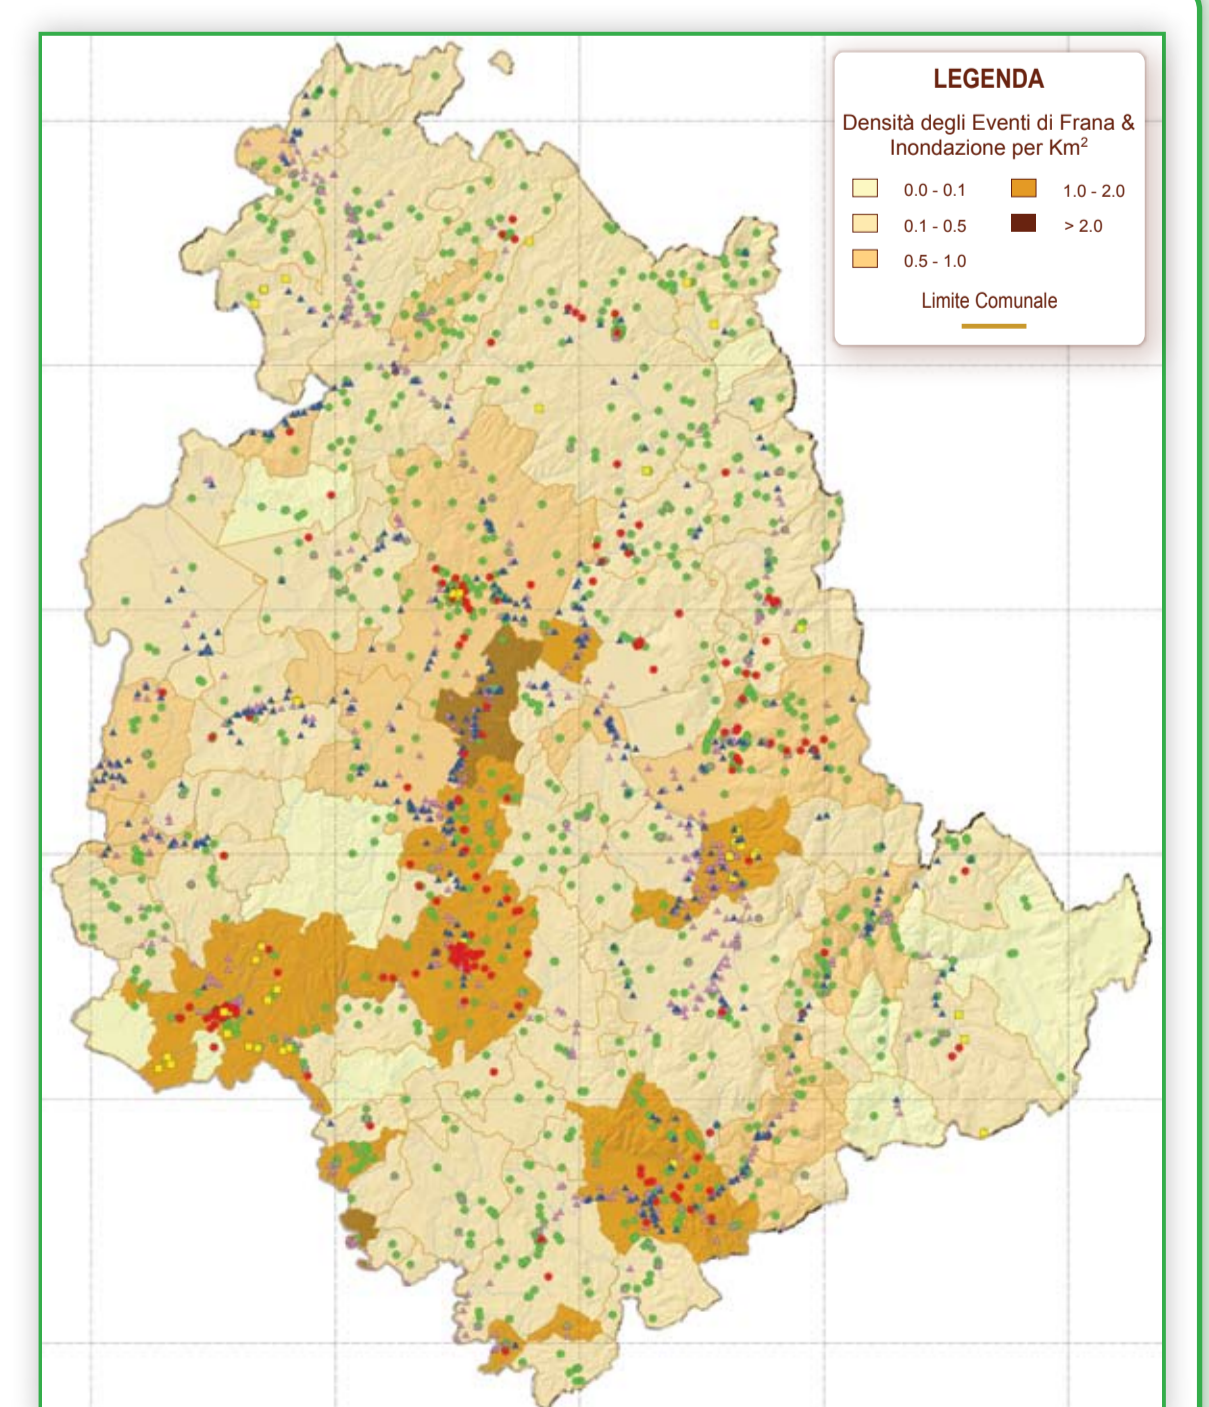 LEGENDA
Densità degli Eventi di Frana &
Inondazione per Km²
0.0 - 0.1
1.0 - 2.0
0.1 - 0.5
> 2.0
0.5 - 1.0
Limite Comunale